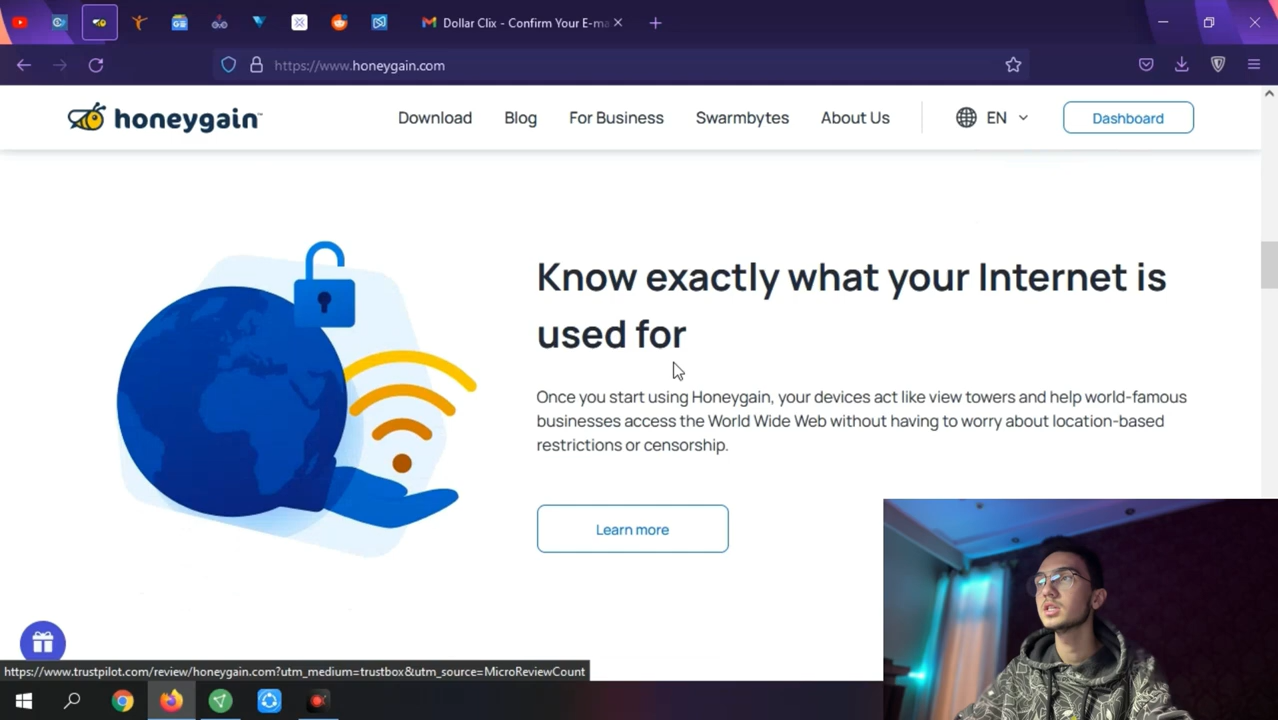 Dollar Clix - Confirm Your E-ma
https://www.honeygain.com
honeygain
Download
Blog
For Business
Swarmbytes
About Us
EN
Dashboard
Know exactly what your Internet is
used for
Once you start using Honeygain, your devices act like view towers and help world-famous
businesses access the World Wide Web without having to worry about location-based
restrictions or censorship.
Learn more
https://www.trustpilot.com/review/honeygain.com?utm_medium=trustbox&utm_source=MicroReviewCount